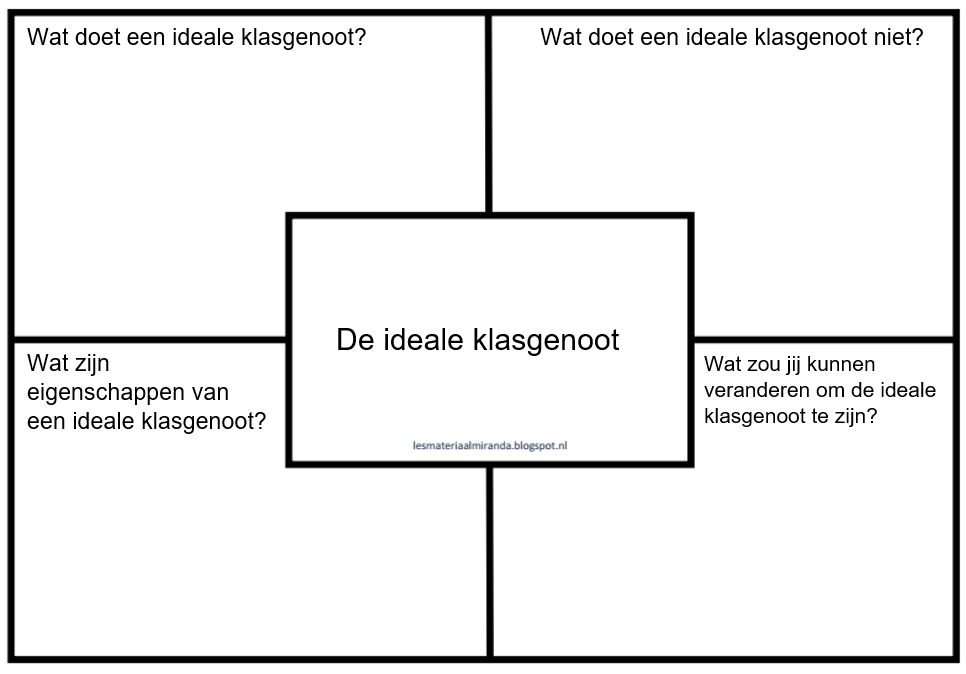 Wat doet een ideale klasgenoot?
Wat doet een ideale klasgenoot niet?
De ideale klasgenoot
lesmateriaalmiranda.blogspot.nl
Wat zijn
eigenschappen van
een ideale klasgenoot?
Wat zou jij kunnen
veranderen om de ideale
klasgenoot te zijn?